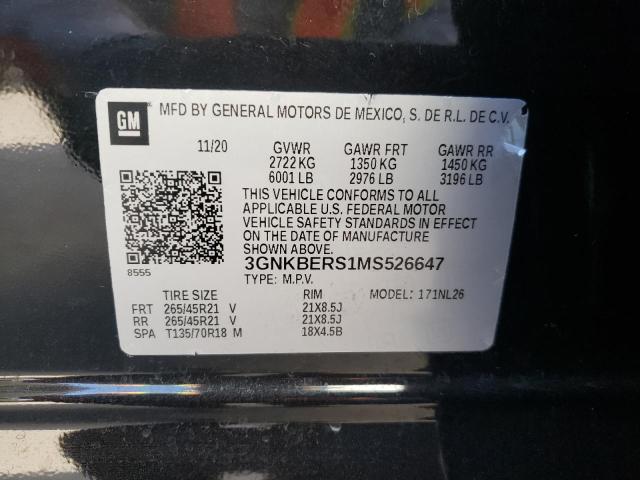 GM
MFD BY GENERAL MOTORS DE MEXICO, S. DE R.L. DE C.V.
11/20 GVWR GAWR FRT GAWR RR
2722 KG 1350 KG 1450 KG
6001 LB 2976 LB 3196 LB
THIS VEHICLE CONFORMS TO ALL
APPLICABLE U.S. FEDERAL MOTOR
VEHICLE SAFETY STANDARDS IN EFFECT
ON THE DATE OF MANUFACTURE
SHOWN ABOVE.
8555
3GNKBERS1MS526647
TYPE: M.P.V.
TIRE SIZE RIM MODEL: 171NL26
FRT 265/45R21 V 21X8.5J
RR 265/45R21 V 21X8.5J
SPA T135/70R18 M 18X4.5B